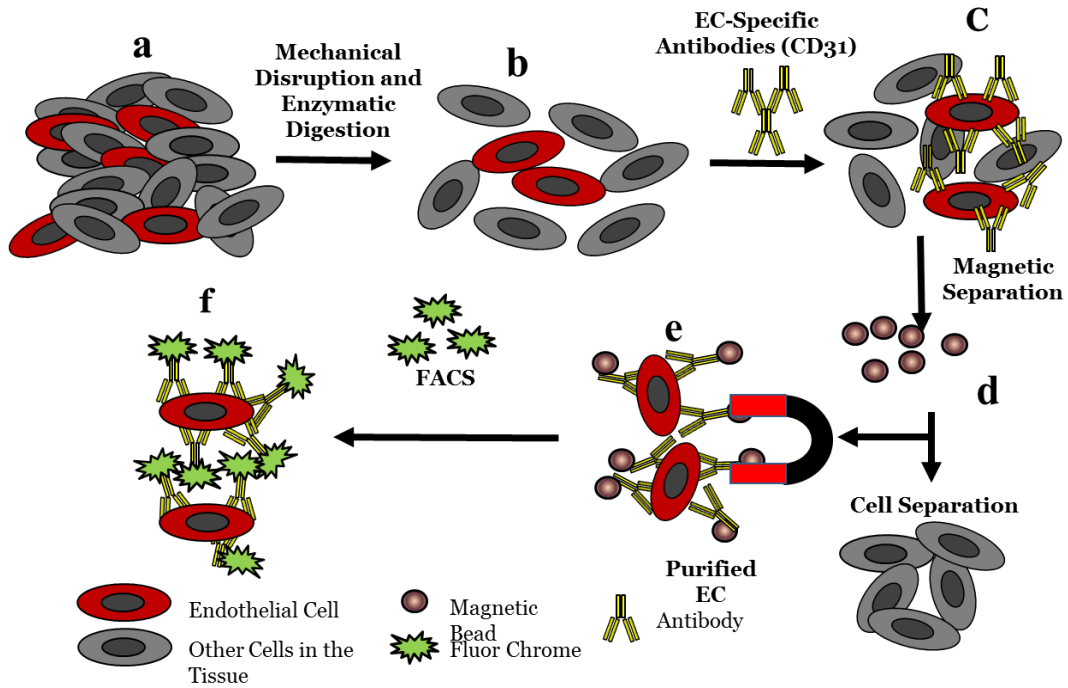 a
Mechanical
Disruption and
Enzymatic
Digestion
b
EC-Specific
Antibodies (CD31)
C
Magnetic
Separation
d
Cell Separation
e
Purified
EC
FACS
f
Endothelial Cell
Other Cells in the
Tissue
Magnetic
Bead
Fluor Chrome
Antibody